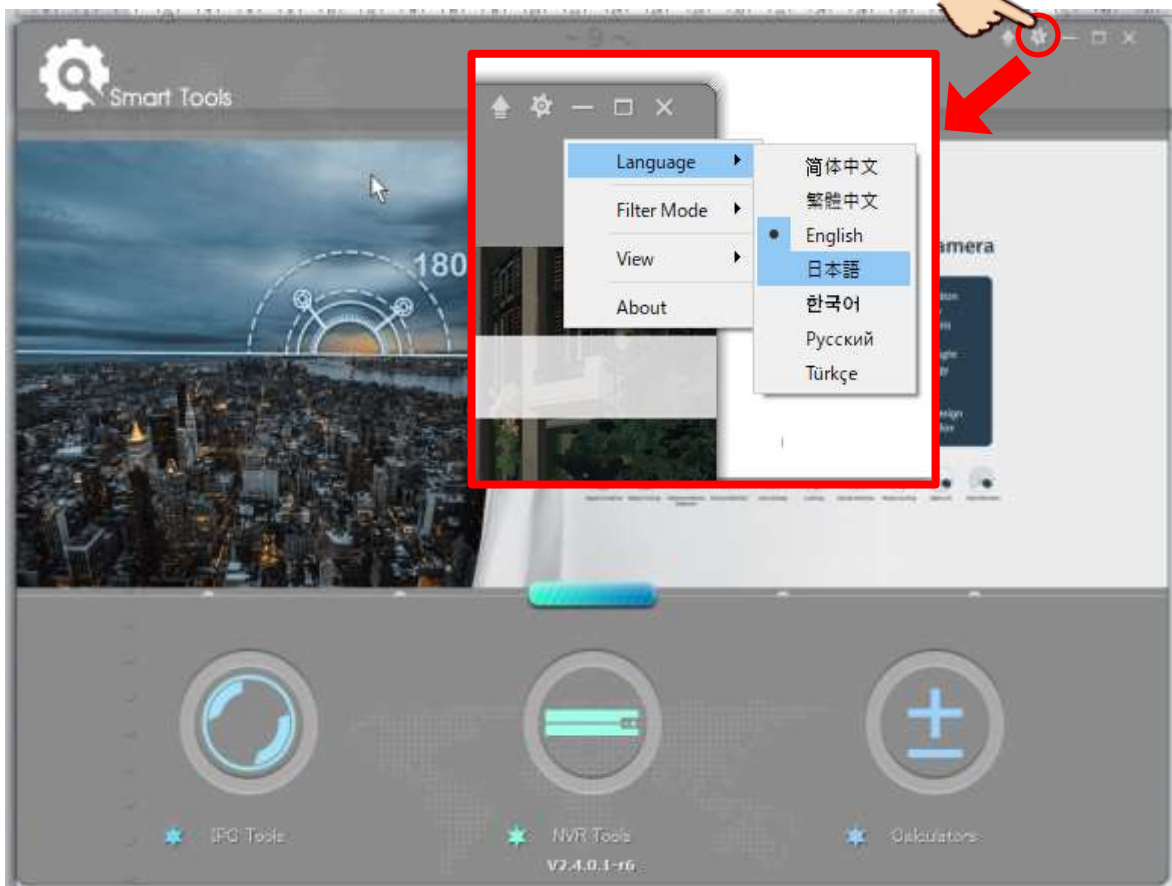 ~ 9 ~
Smart Tools
Language
Filter Mode
View
About
简体中文
繁體中文
English
日本語
한국어
Русский
Türkçe
180
amera
IPC Tools
NVR Tools
Calculators
V2.4.0.1-r6